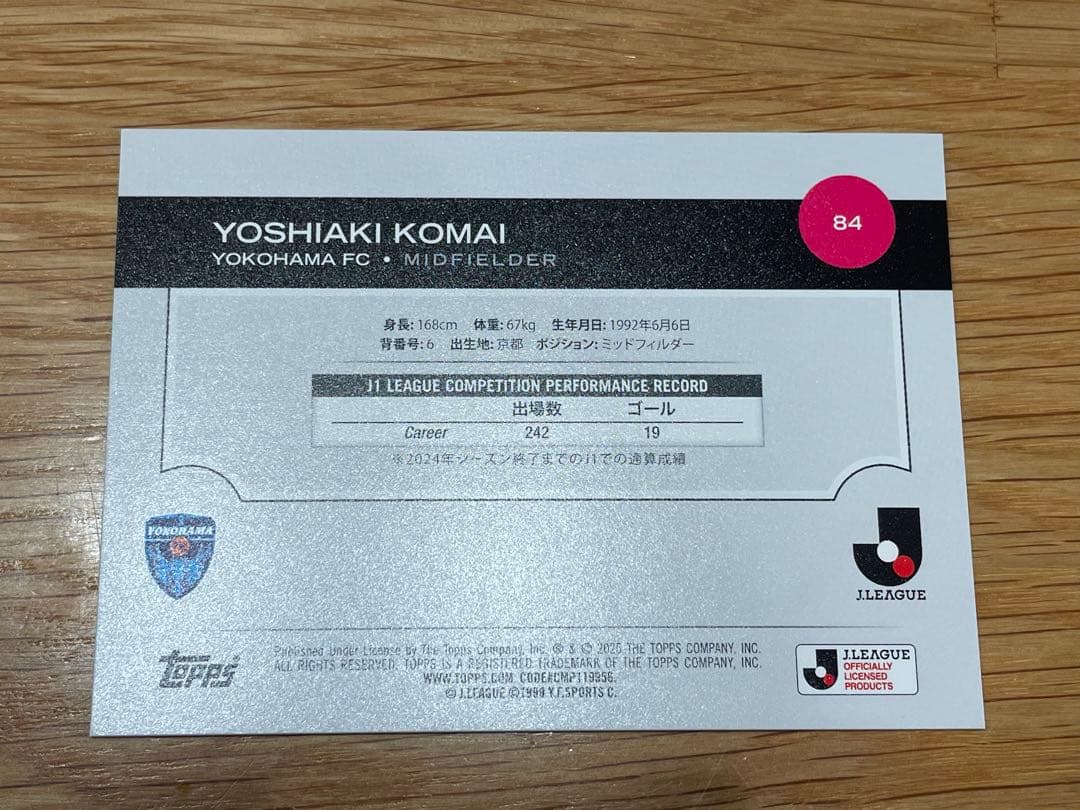 YOSHIAKI KOMAI
84
YOKOHAMA FC • MIDFIELDER
身長: 168cm 体重: 67kg 生年月日: 1992年6月6日
背番号: 6 出生地: 京都 ポジション: ミッドフィルダー
J1 LEAGUE COMPETITION PERFORMANCE RECORD
出場数 ゴール
Career 242 19
※2024年シーズン終了までのJ1での通算成績
YOKOHAMA
J.LEAGUE
topps
Published Under License by The Topps Company, Inc. ® & © 2025 THE TOPPS COMPANY, INC.
ALL RIGHTS RESERVED. TOPPS IS A REGISTERED TRADEMARK OF THE TOPPS COMPANY, INC.
WWW.TOPPS.COM. CODE#CMP119956.
© J.LEAGUE ©1999 Y.F.SPORTS C.
J.LEAGUE
OFFICIALLY
LICENSED
PRODUCTS